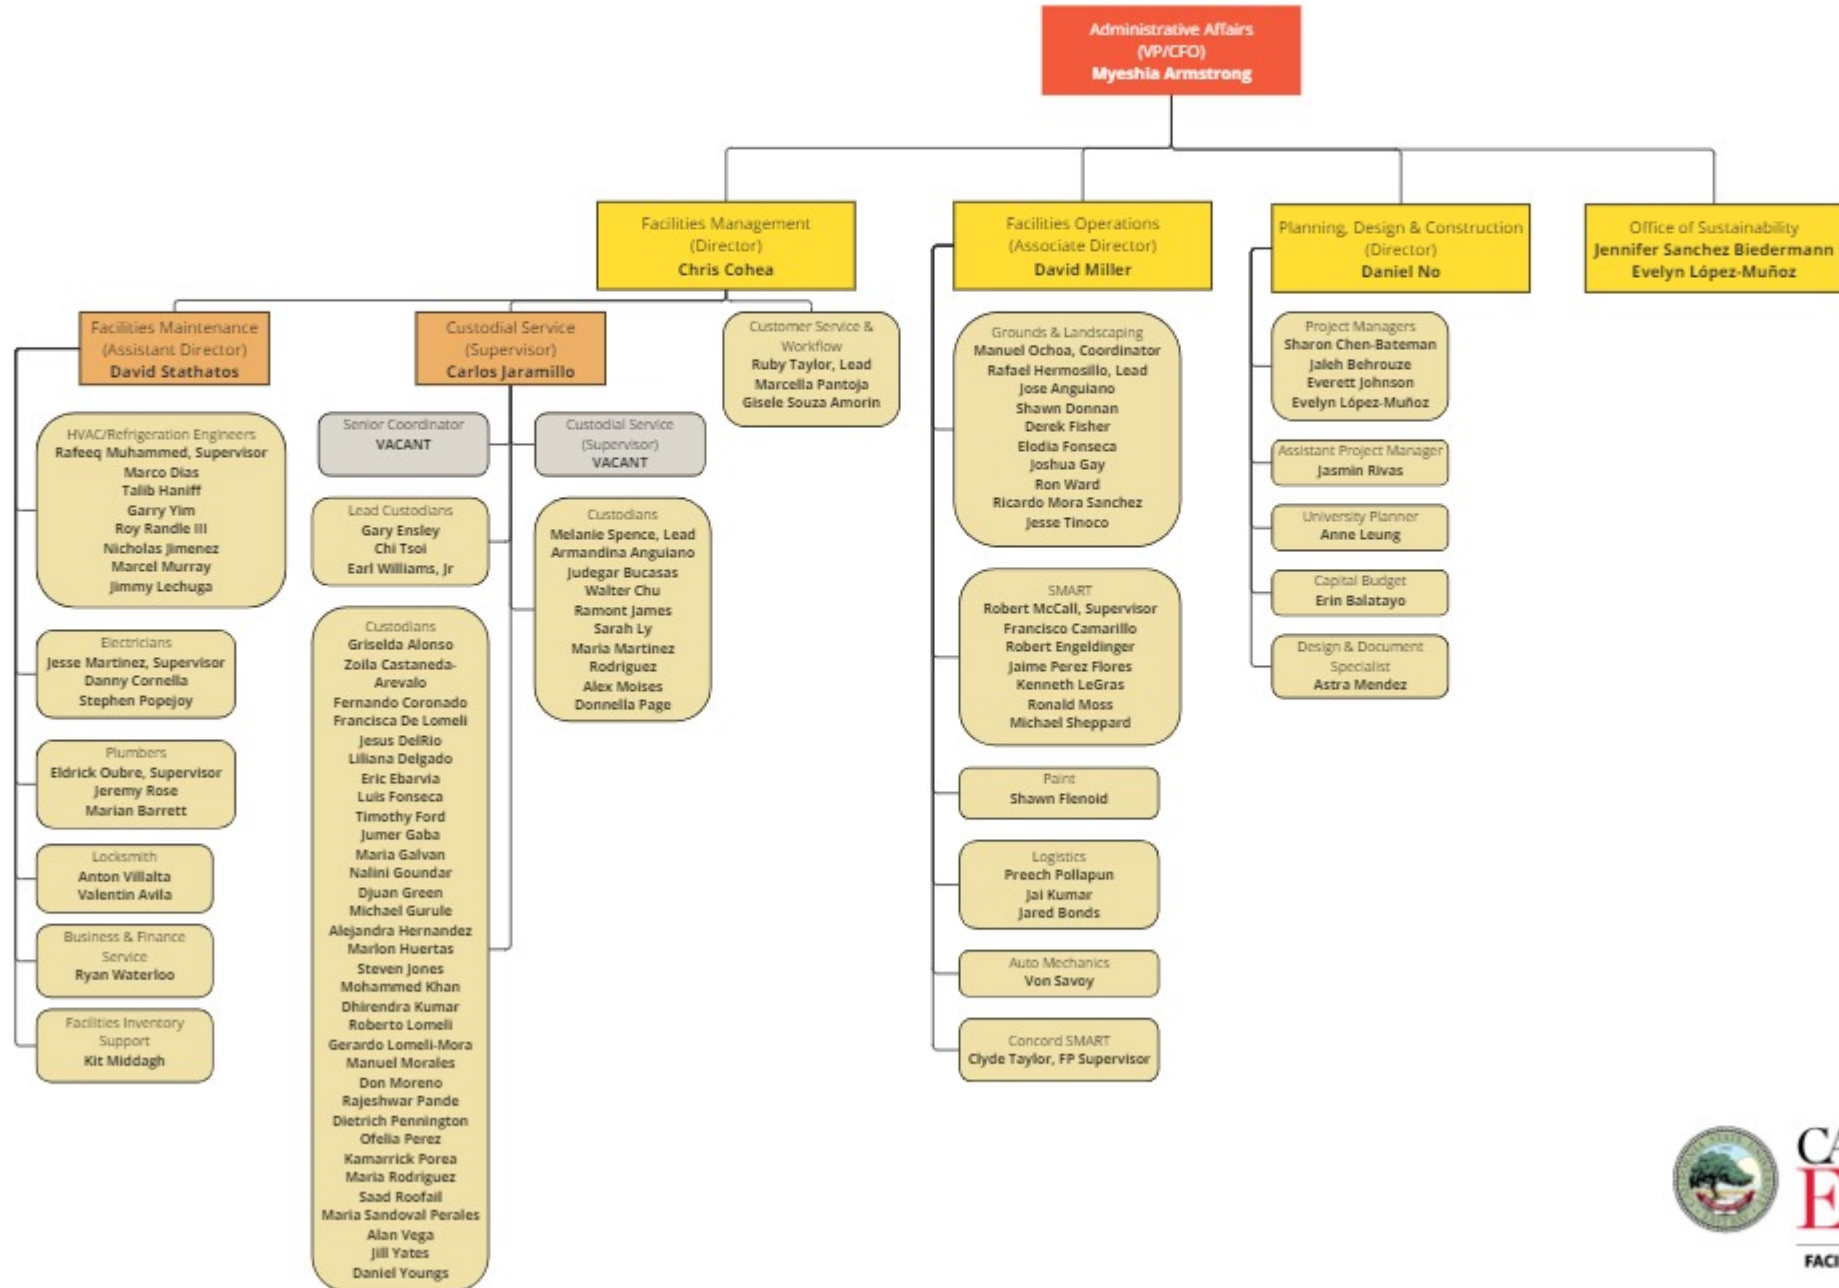 Administrative Affairs
(VP/CFO)
Myeshia Armstrong
Facilities Management
(Director)
Chris Cohea
Facilities Operations
(Associate Director)
David Miller
Planning, Design & Construction
(Director)
Daniel No
Office of Sustainability
Jennifer Sanchez Biedermann
Evelyn López-Muñoz
Facilities Maintenance
(Assistant Director)
David Stathatos
Custodial Service
(Supervisor)
Carlos Jaramillo
Customer Service &
Workflow
Ruby Taylor, Lead
Marcella Pantoja
Gisele Souza Amorin
HVAC/Refrigeration Engineers
Rafeeq Muhammed, Supervisor
Marco Dias
Talib Haniff
Garry Yim
Roy Randle III
Nicholas Jimenez
Marcel Murray
Jimmy Lechuga
Electricians
Jesse Martinez, Supervisor
Danny Cornella
Stephen Popejoy
Plumbers
Eldrick Oubre, Supervisor
Jeremy Rose
Marian Barrett
Locksmith
Anton Villalta
Valentin Avila
Business & Finance
Service
Ryan Waterloo
Facilities Inventory
Support
Kit Middagh
Senior Coordinator
VACANT
Custodial Service
(Supervisor)
VACANT
Lead Custodians
Gary Ensley
Chi Tsoi
Earl Williams, Jr
Custodians
Melanie Spence, Lead
Armandina Anguiano
Judegar Bucasas
Walter Chu
Ramont James
Sarah Ly
Maria Martinez
Rodriguez
Alex Moises
Donnella Page
Custodians
Griselda Alonso
Zoila Castaneda-
Arevalo
Fernando Coronado
Francisca De Lomeli
Jesus DelRio
Liliana Delgado
Eric Ebarvia
Luis Fonseca
Timothy Ford
Jumer Gaba
Maria Galvan
Nalini Goundar
Djuan Green
Michael Gurule
Alejandra Hernandez
Marlon Huertas
Steven Jones
Mohammed Khan
Dhirendra Kumar
Roberto Lomeli
Gerardo Lomeli-Mora
Manuel Morales
Don Moreno
Rajeshwar Pande
Dietrich Pennington
Ofelia Perez
Kamarrick Porea
Maria Rodriguez
Saad Roofail
Maria Sandoval Perales
Alan Vega
Jill Yates
Daniel Youngs
Grounds & Landscaping
Manuel Ochoa, Coordinator
Rafael Hermosillo, Lead
Jose Anguiano
Shawn Donnan
Derek Fisher
Elodia Fonseca
Joshua Gay
Ron Ward
Ricardo Mora Sanchez
Jesse Tinoco
SMART
Robert McCall, Supervisor
Francisco Camarillo
Robert Engeldinger
Jaime Perez Flores
Kenneth LeGras
Ronald Moss
Michael Sheppard
Paint
Shawn Flenoid
Logistics
Preech Pollapun
Jai Kumar
Jared Bonds
Auto Mechanics
Von Savoy
Concord SMART
Clyde Taylor, FP Supervisor
Project Managers
Sharon Chen-Bateman
Jaleh Behrouze
Everett Johnson
Evelyn López-Muñoz
Assistant Project Manager
Jasmin Rivas
University Planner
Anne Leung
Capital Budget
Erin Balatayo
Design & Document
Specialist
Astra Mendez
CA
E
FACI